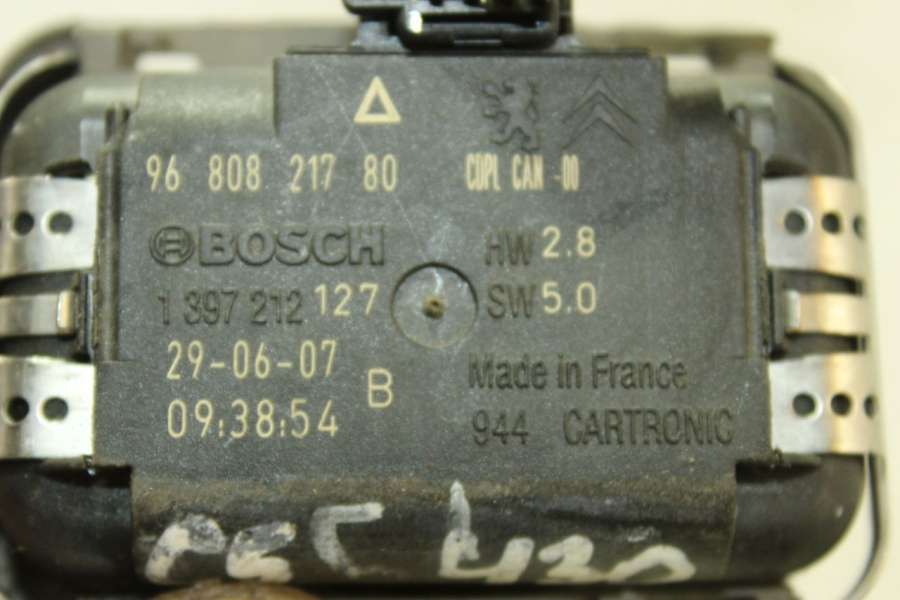 96 808 217 80 CDPL CAN -00
BOSCH HW 2.8
1 397 212 127 SW 5.0
29-06-07 B Made in France
09:38:54 944 CARTRONIC